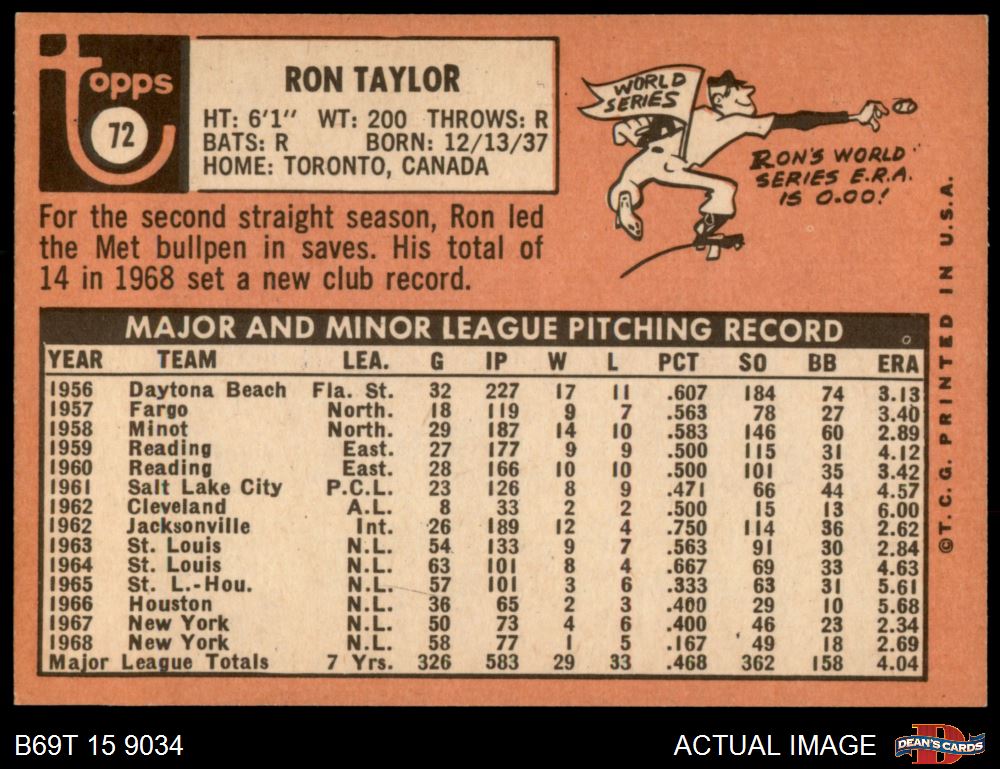 Topps
72
RON TAYLOR
HT: 6'1" WT: 200 THROWS: R
BATS: R BORN: 12/13/37
HOME: TORONTO, CANADA
WORLD
SERIES
RON'S WORLD
SERIES E.R.A.
IS 0.00!
For the second straight season, Ron led
the Met bullpen in saves. His total of
14 in 1968 set a new club record.
MAJOR AND MINOR LEAGUE PITCHING RECORD
YEAR TEAM LEA. G IP W L PCT SO BB ERA
1956 Daytona Beach Fla. St. 32 227 17 11 .607 184 74 3.13
1957 Fargo North. 18 119 9 7 .563 78 27 3.40
1958 Minot North. 29 187 14 10 .583 146 60 2.89
1959 Reading East. 27 177 9 9 .500 115 31 4.12
1960 Reading East. 28 166 10 10 .500 101 35 3.42
1961 Salt Lake City P.C.L. 23 126 8 9 .471 66 44 4.57
1962 Cleveland A.L. 8 33 2 2 .500 15 13 6.00
1962 Jacksonville Int. 26 189 12 4 .750 114 36 2.62
1963 St. Louis N.L. 54 133 9 7 .563 91 30 2.84
1964 St. Louis N.L. 63 101 8 4 .667 69 33 4.63
1965 St. L.-Hou. N.L. 57 101 3 6 .333 63 31 5.61
1966 Houston N.L. 36 65 2 3 .400 29 10 5.68
1967 New York N.L. 50 73 4 6 .400 46 23 2.34
1968 New York N.L. 58 77 1 5 .167 49 18 2.69
Major League Totals 7 Yrs. 326 583 29 33 .468 362 158 4.04
©T. C. G. PRINTED IN U.S.A.
B69T 15 9034
ACTUAL IMAGE
D
DEAN'S CARDS